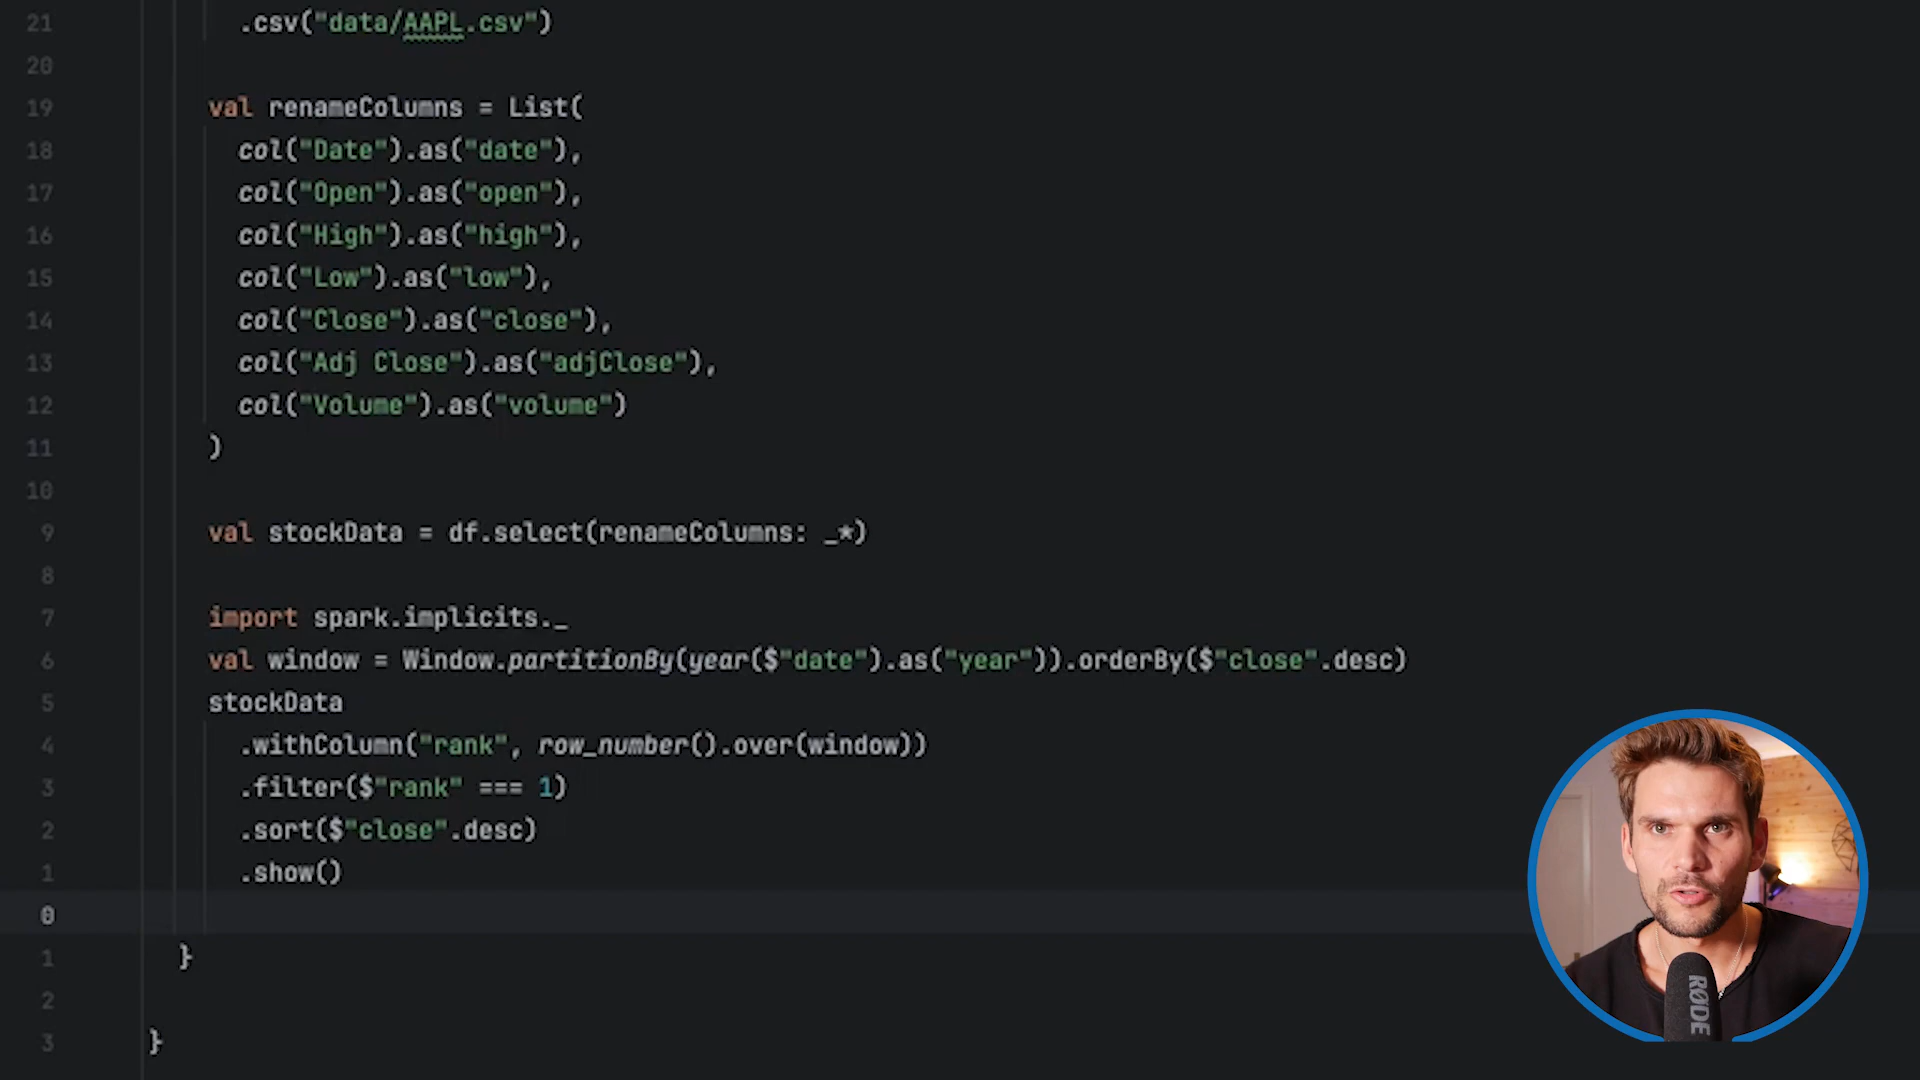 21 .csv("data/AAPL.csv")
20
19 val renameColumns = List(
18 col("Date").as("date"),
17 col("Open").as("open"),
16 col("High").as("high"),
15 col("Low").as("low"),
14 col("Close").as("close"),
13 col("Adj Close").as("adjClose"),
12 col("Volume").as("volume")
11 )
10
9 val stockData = df.select(renameColumns: _*)
8
7 import spark.implicits._
6 val window = Window.partitionBy(year($"date").as("year")).orderBy($"close".desc)
5 stockData
4 .withColumn("rank", row_number().over(window))
3 .filter($"rank" === 1)
2 .sort($"close".desc)
1 .show()
0
1 }
2
3 }
RØDE